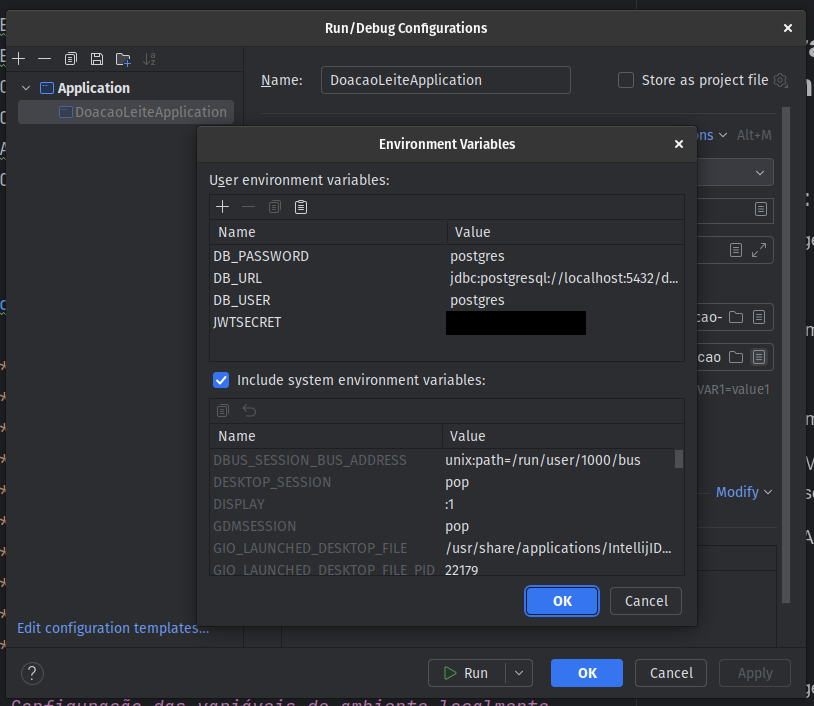 Run/Debug Configurations
Application
DoacaoLeiteApplication
Name:
DoacaoLeiteApplication
Store as project file
ns
Alt+M
Environment Variables
User environment variables:
Name Value
DB_PASSWORD postgres
DB_URL jdbc:postgresql://localhost:5432/d...
DB_USER postgres
JWTSECRET
cao-
cao
VAR1=value1
Include system environment variables:
Name Value
DBUS_SESSION_BUS_ADDRESS unix:path=/run/user/1000/bus
DESKTOP_SESSION pop
DISPLAY :1
GDMSESSION pop
GIO_LAUNCHED_DESKTOP_FILE /usr/share/applications/IntellijID...
GIO_LAUNCHED_DESKTOP_FILE_PID 22179
Modify
OK Cancel
Edit configuration templates...
? Run OK Cancel Apply
Configuração das variáveis de ambiente localmente